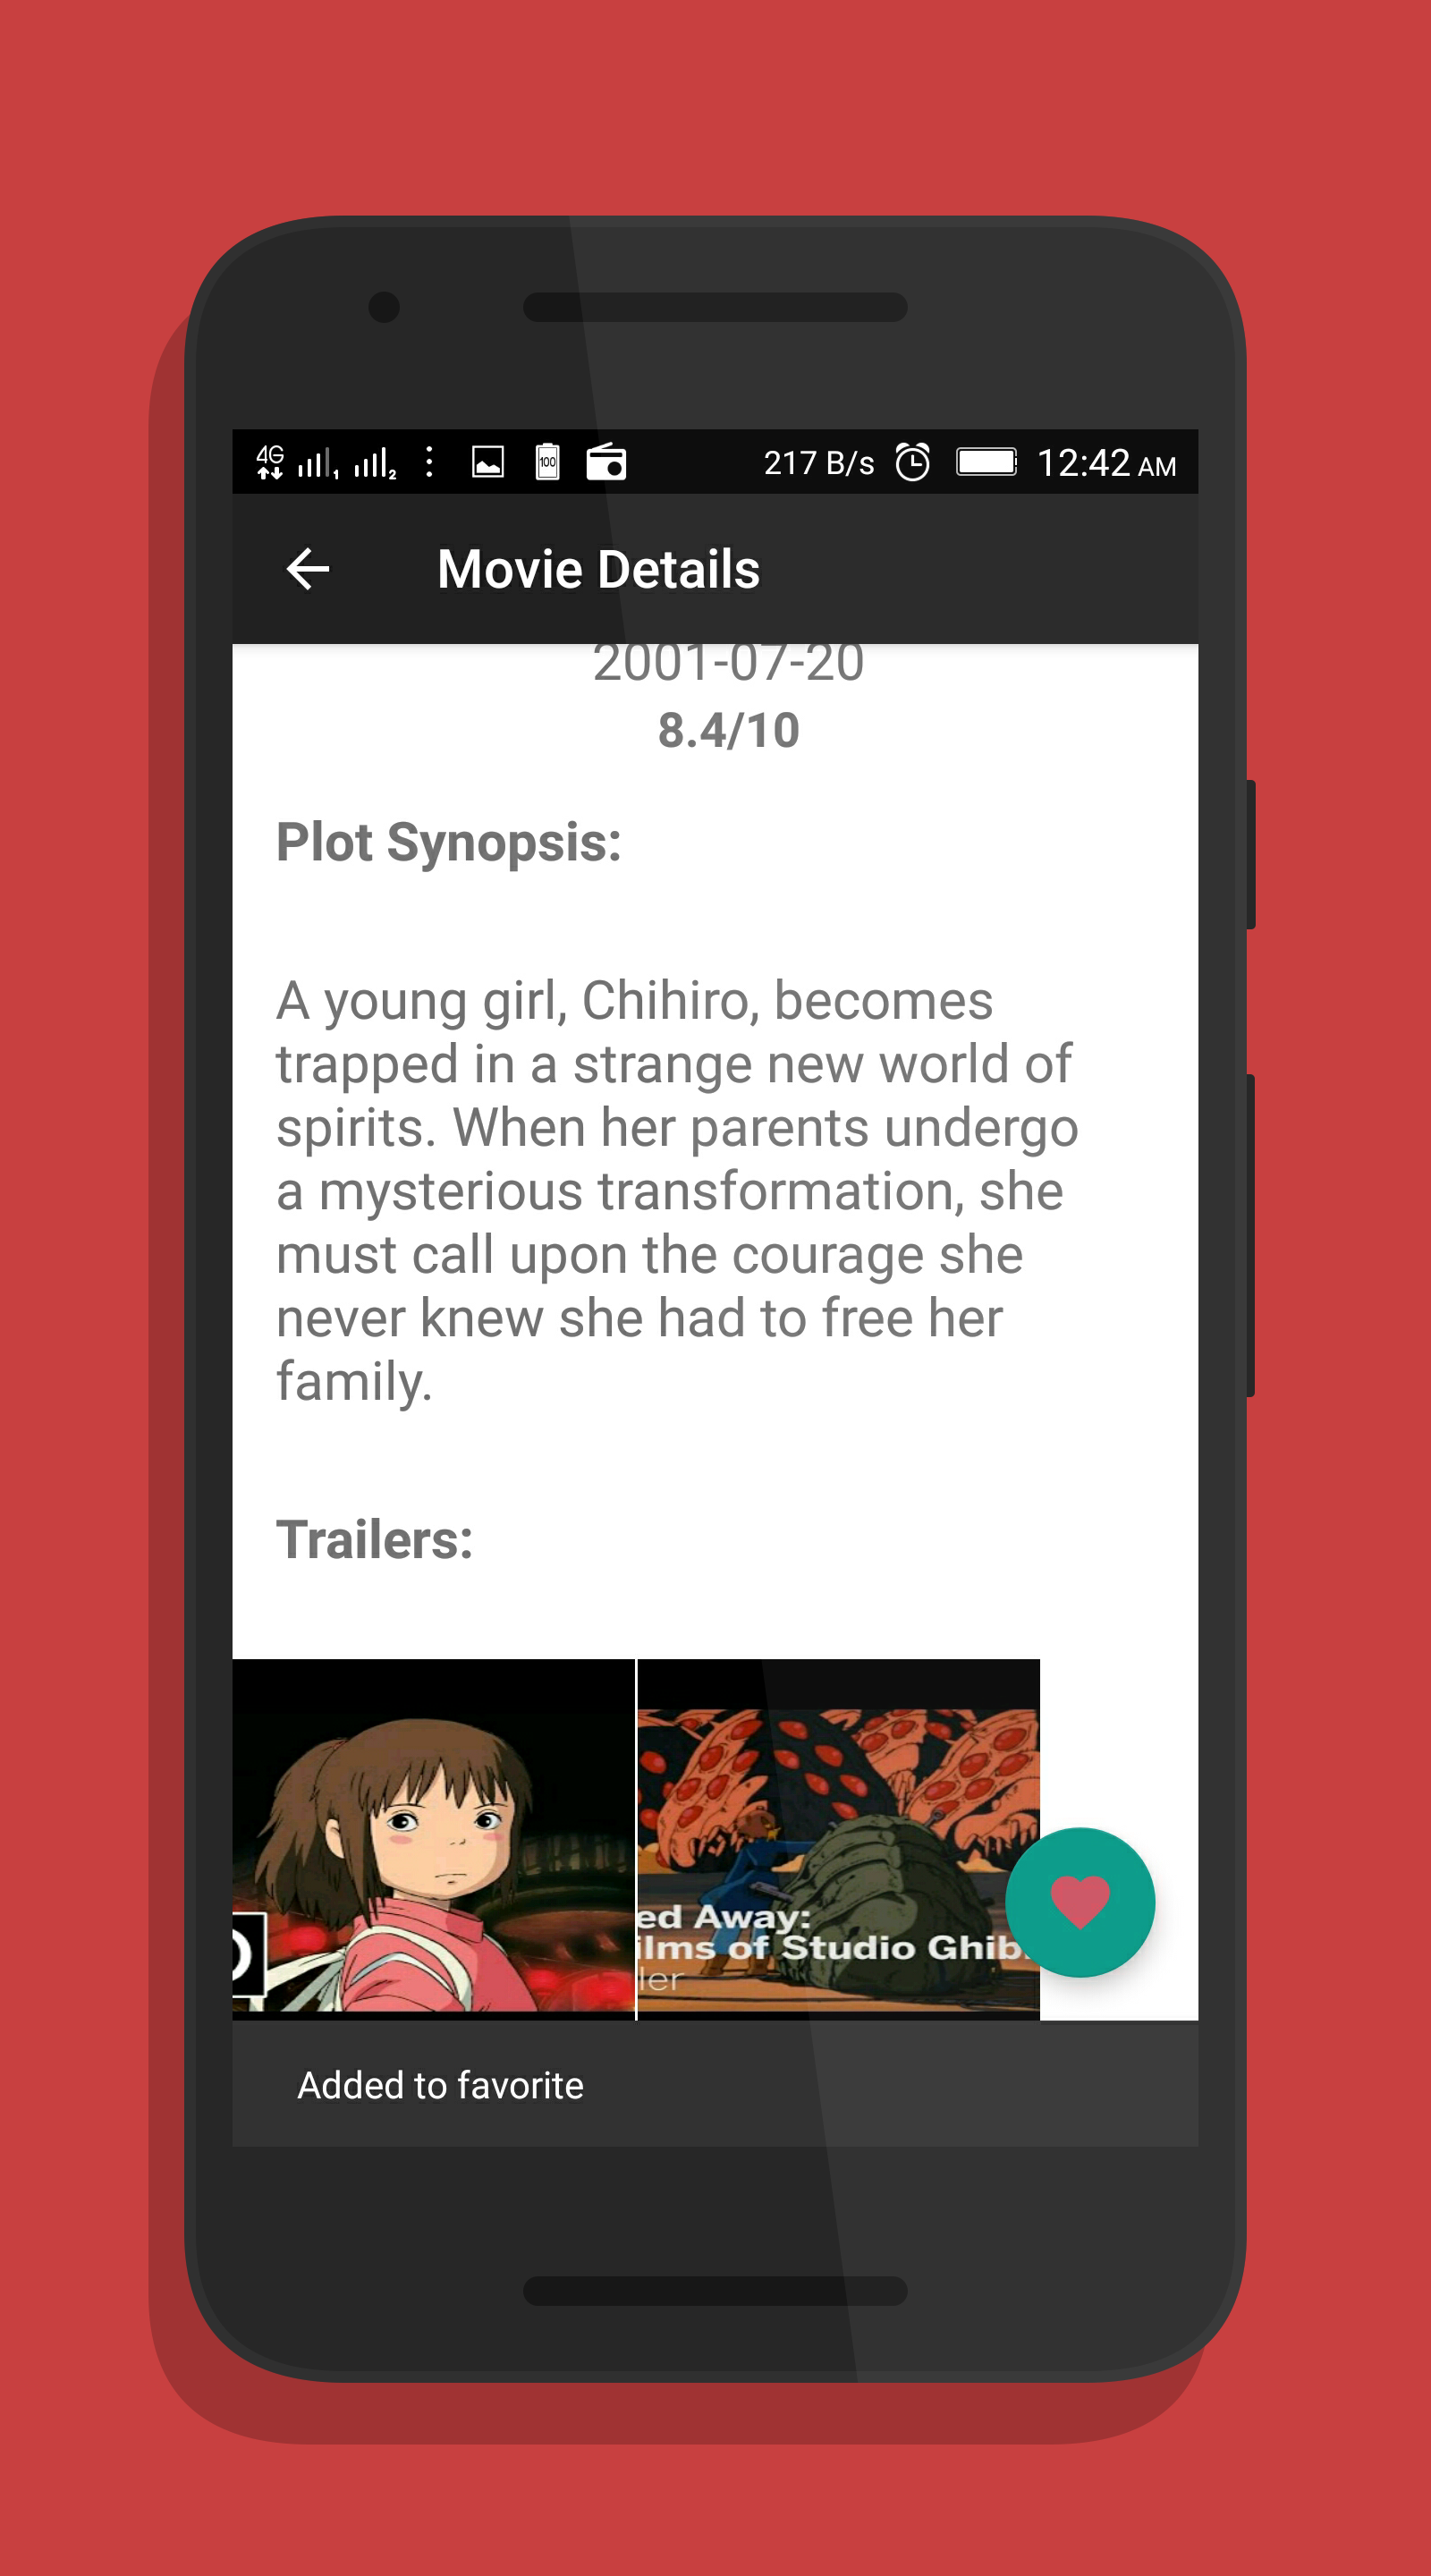 4G 1 2 100 217 B/s 12:42 AM
Movie Details
2001-07-20
8.4/10
Plot Synopsis:
A young girl, Chihiro, becomes
trapped in a strange new world of
spirits. When her parents undergo
a mysterious transformation, she
must call upon the courage she
never knew she had to free her
family.
Trailers:
ed Away:
ilms of Studio Ghib
ler
Added to favorite